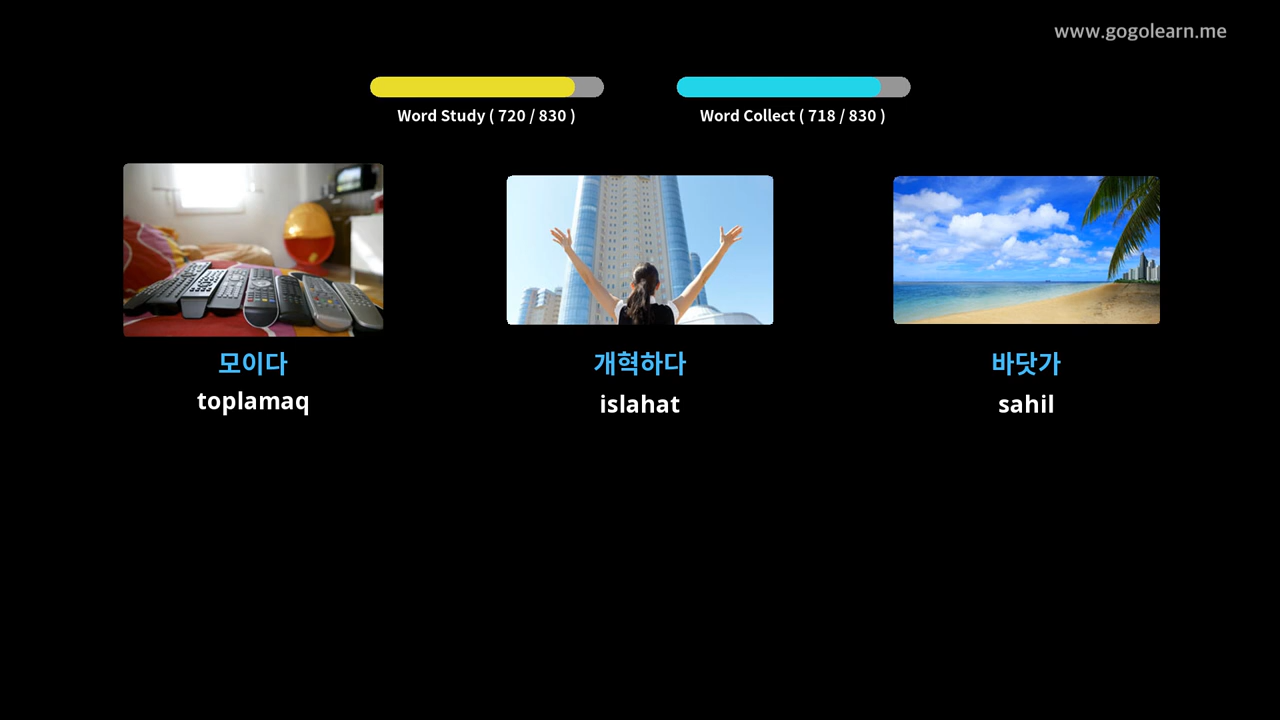 www.gogolearn.me
Word Study ( 720 / 830 )
Word Collect ( 718 / 830 )
모이다
toplamaq
개혁하다
islahat
바닷가
sahil